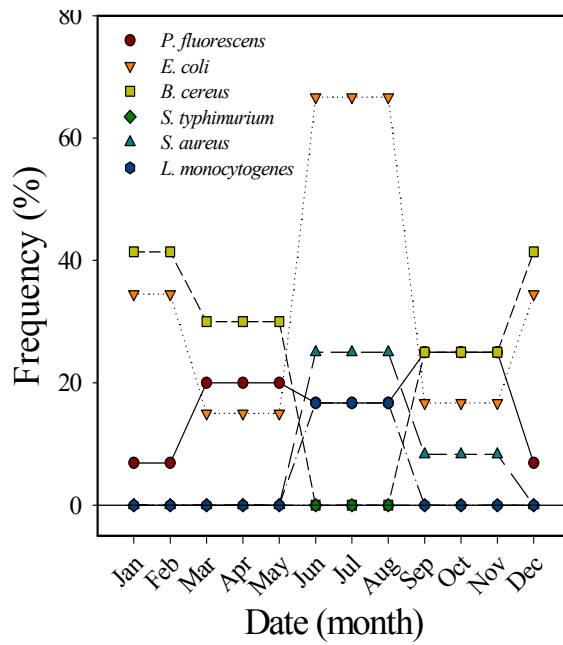 80
P. fluorescens
E. coli
B. cereus
S. typhimurium
S. aureus
L. monocytogenes
60
40
20
0
Frequency (%)
Jan Feb Mar Apr May Jun Jul Aug Sep Oct Nov Dec
Date (month)